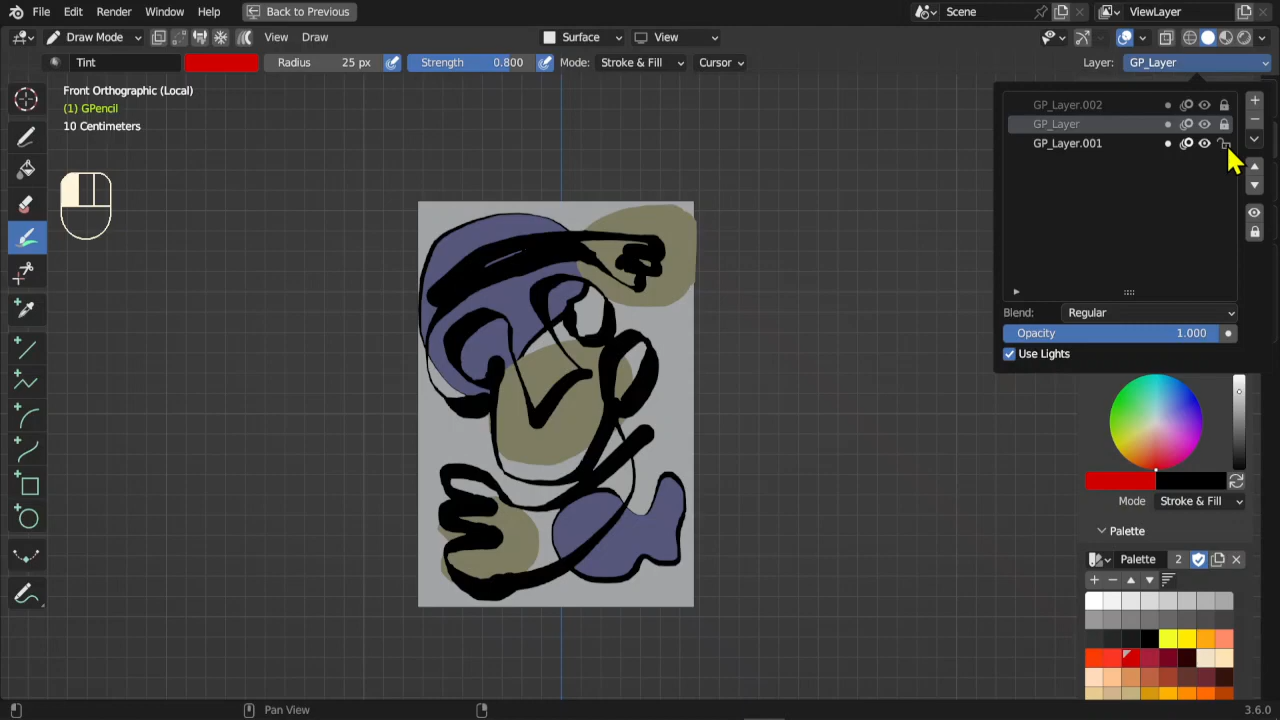 File Edit Render Window Help Back to Previous Scene ViewLayer
Draw Mode View Draw Surface View
Tint Radius 25 px Strength 0.800 Mode: Stroke & Fill Cursor Layer: GP_Layer
Front Orthographic (Local)
(1) GPencil
10 Centimeters
GP_Layer.002
GP_Layer
GP_Layer.001
Blend: Regular
Opacity 1.000
Use Lights
Mode Stroke & Fill
Palette
Palette 2
Pan View 3.6.0